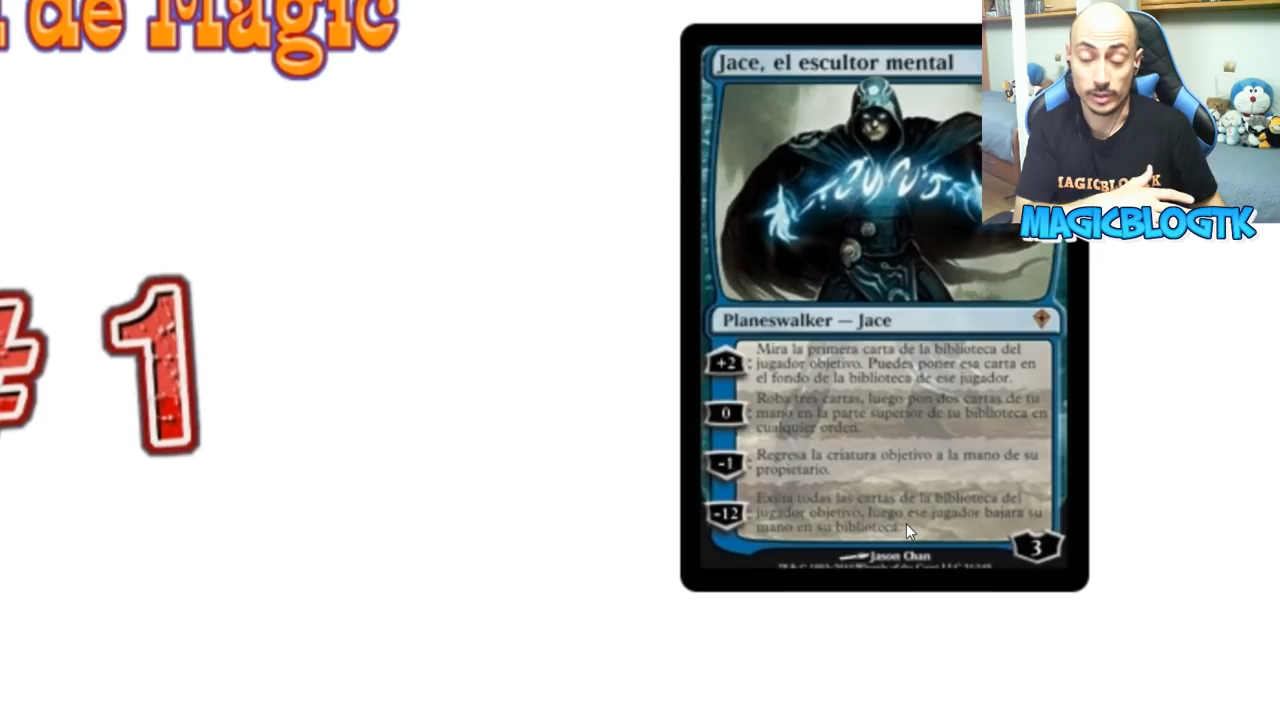 de Magic
Jace, el escultor mental
MAGICBLOGTK
MAGICBLOGTK
# 1
Planeswalker — Jace
+2: Mira la primera carta de la biblioteca del
jugador objetivo. Puedes poner esa carta en
el fondo de la biblioteca de ese jugador.
0: Roba tres cartas, luego pon dos cartas de tu
mano en la parte superior de tu biblioteca en
cualquier orden.
-1: Regresa la criatura objetivo a la mano de su
propietario.
-12: Exilia todas las cartas de la biblioteca del
jugador objetivo, luego ese jugador bajara su
mano en su biblioteca.
3
Jason Chan